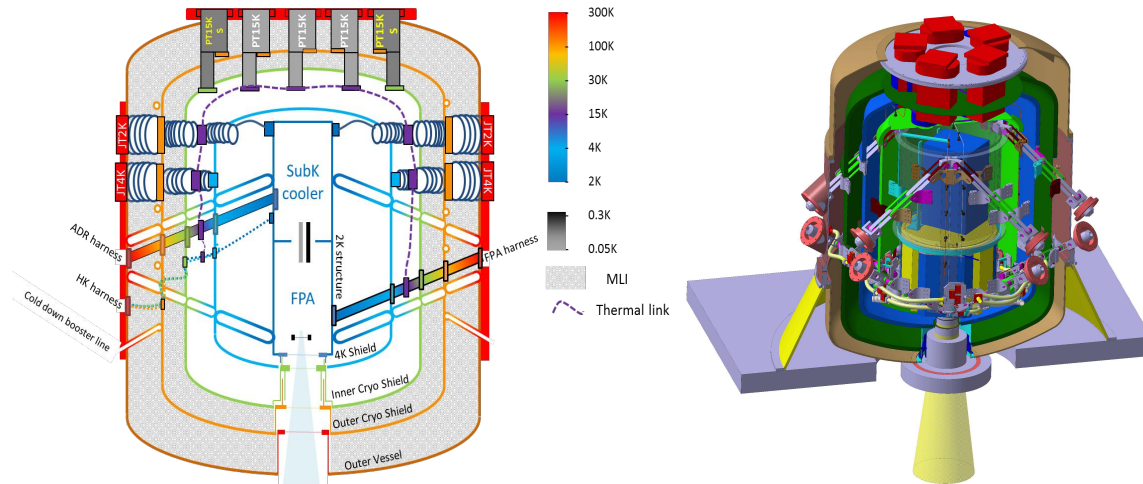 PT15K
S
PT15K
PT15K
PT15K
PT15K
S
300K
100K
30K
15K
4K
2K
0.3K
0.05K
MLI
Thermal link
JT2K
JT4K
JT2K
JT4K
SubK
cooler
2K structure
FPA
ADR harness
HK harness
Cold down booster line
FPA harness
4K Shield
Inner Cryo Shield
Outer Cryo Shield
Outer Vessel